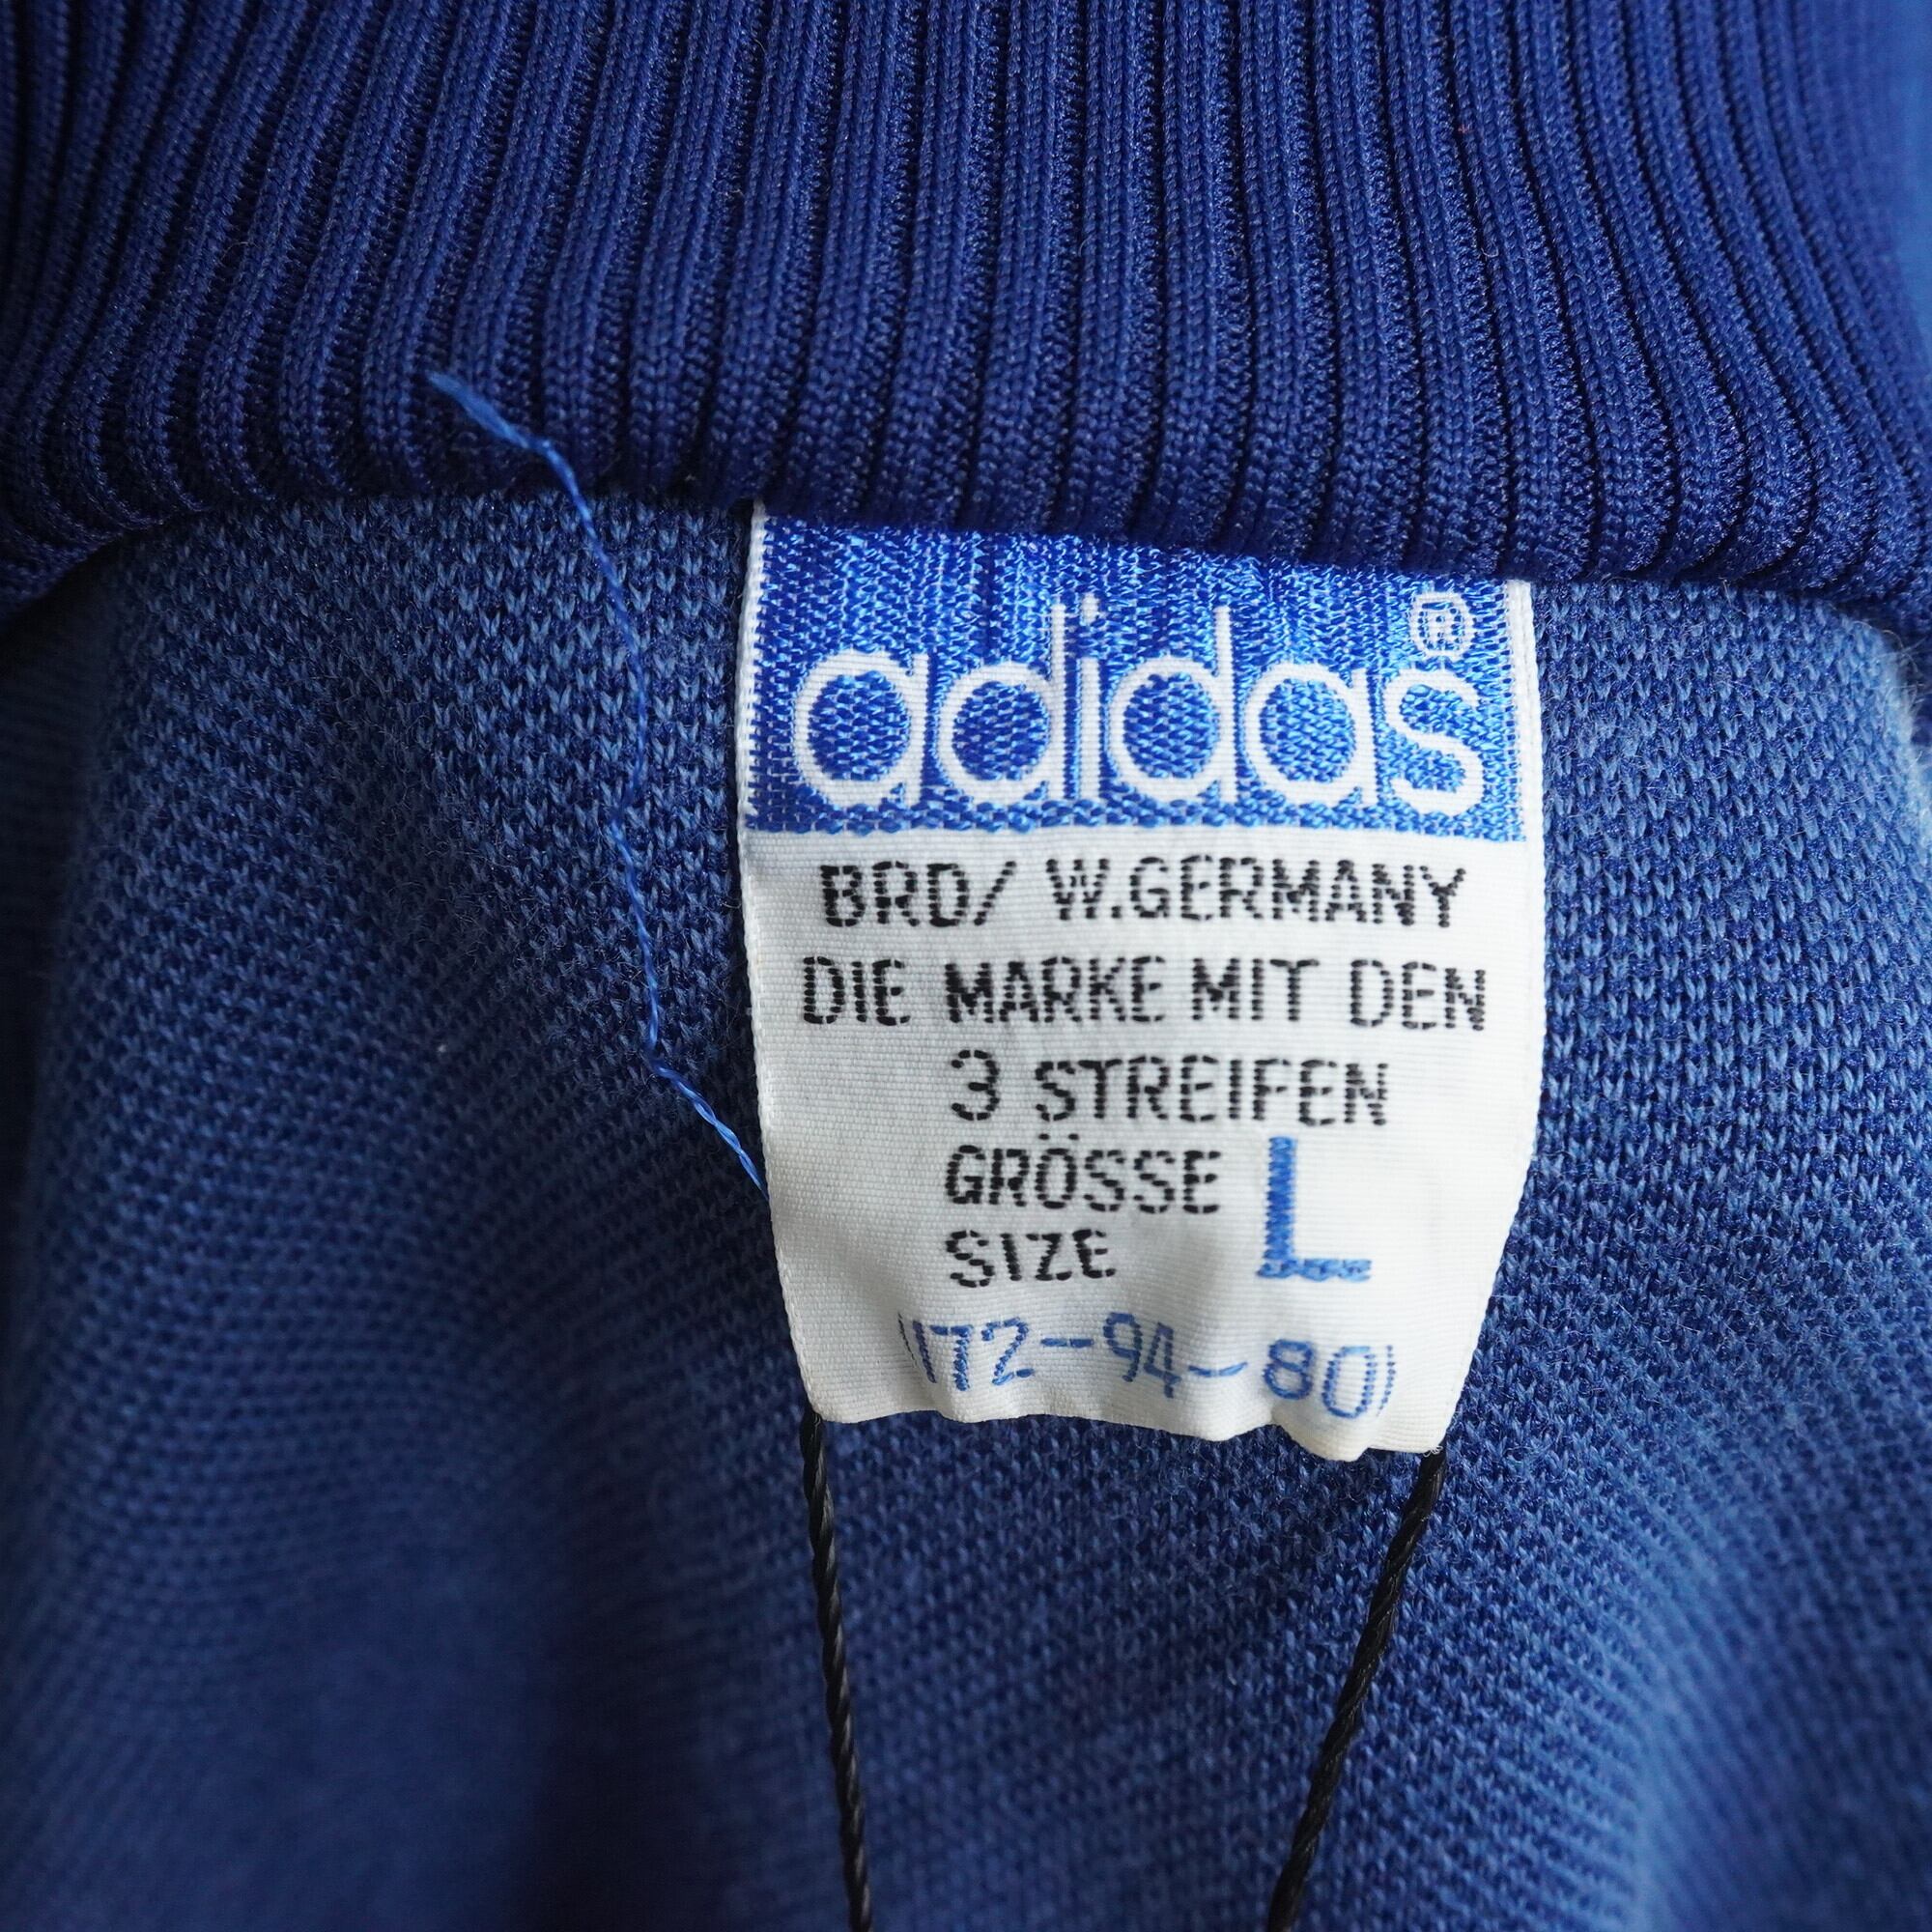 adidas®
BRD/ W.GERMANY
DIE MARKE MIT DEN
3 STREIFEN
GRÖSSE L
SIZE
(172-94-80)